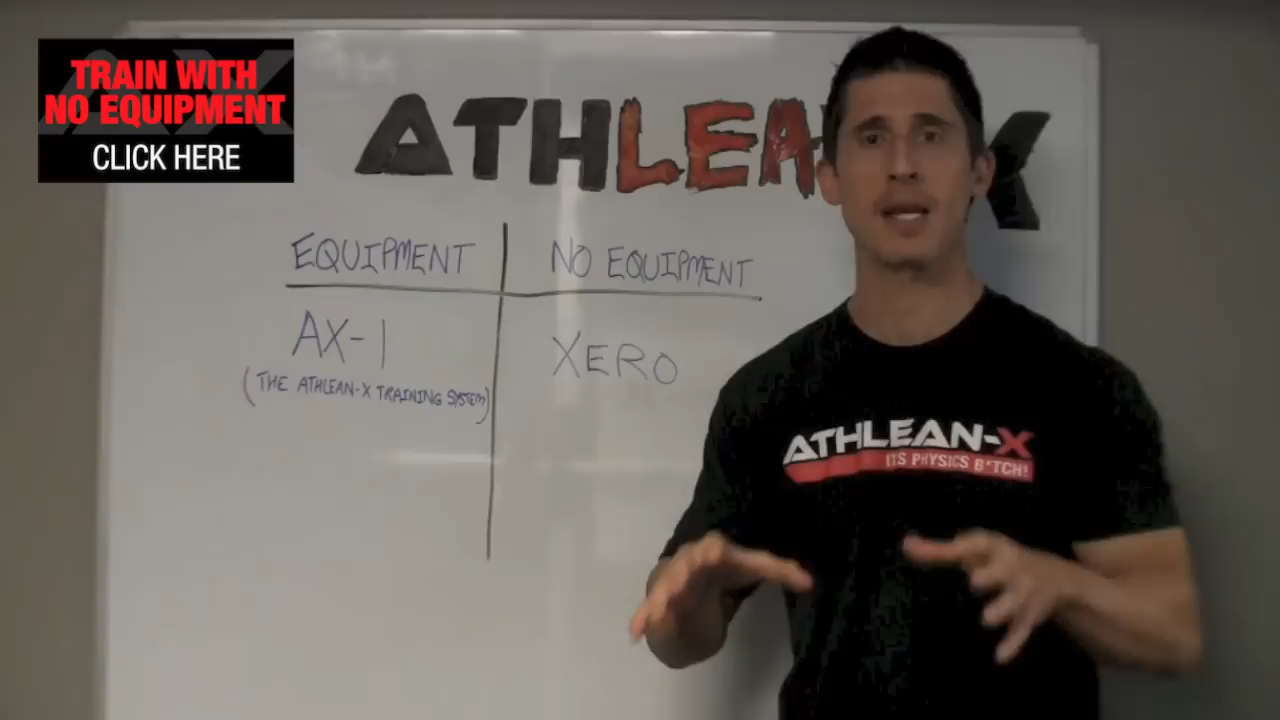 TRAIN WITH
NO EQUIPMENT
CLICK HERE
ATHLEA X
EQUIPMENT
NO EQUIPMENT
AX-1
XERO
(THE ATHLEAN-X TRAINING SYSTEM)
ATHLEAN-X
ITS PHYSICS B*TCH!